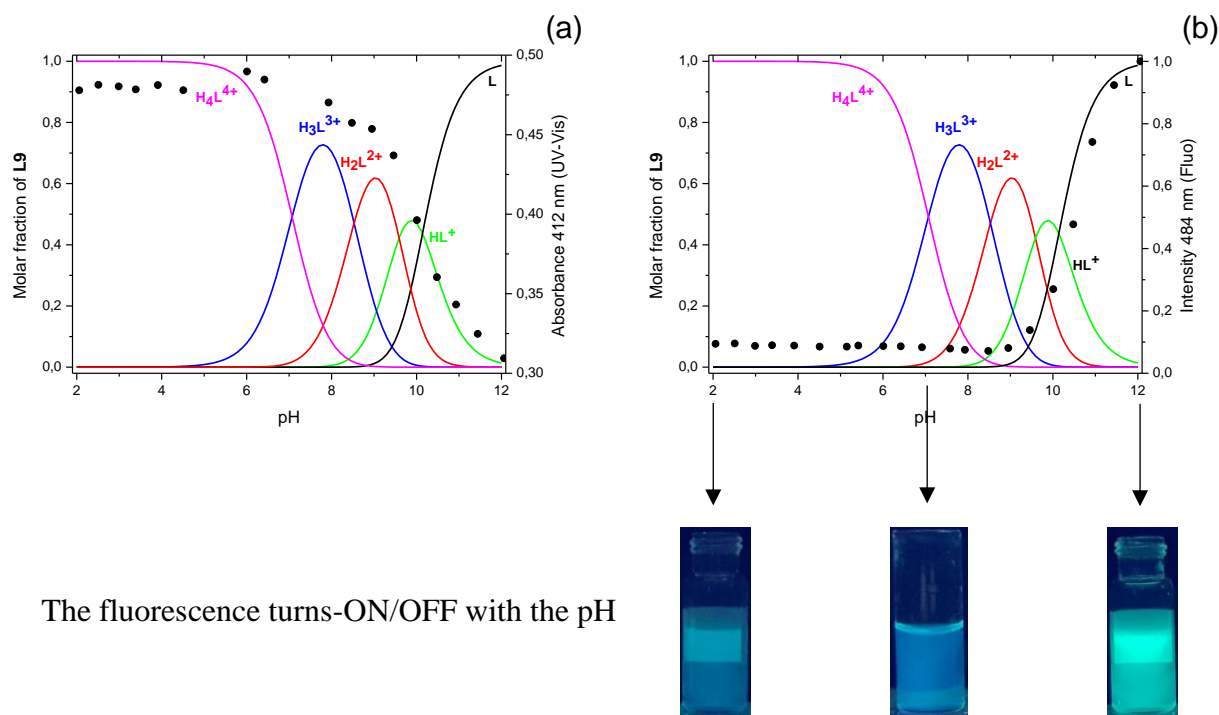 (a)
1,0
0,8
0,6
0,4
0,2
0,0
Molar fraction of L9
0,50
0,45
0,40
0,35
0,30
Absorbance 412 nm (UV-Vis)
H₄L⁴⁺
H₃L³⁺
H₂L²⁺
HL⁺
L
2 4 6 8 10 12
pH
(b)
1,0
0,8
0,6
0,4
0,2
0,0
Molar fraction of L9
1,0
0,8
0,6
0,4
0,2
0,0
Intensity 484 nm (Fluo)
H₄L⁴⁺
H₃L³⁺
H₂L²⁺
HL⁺
L
2 4 6 8 10 12
pH
The fluorescence turns-ON/OFF with the pH